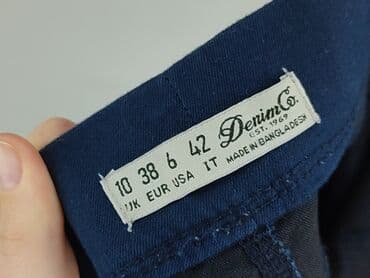 10 38 6 42
UK EUR USA IT
Denim Co.
EST. 1969
MADE IN BANGLADESH